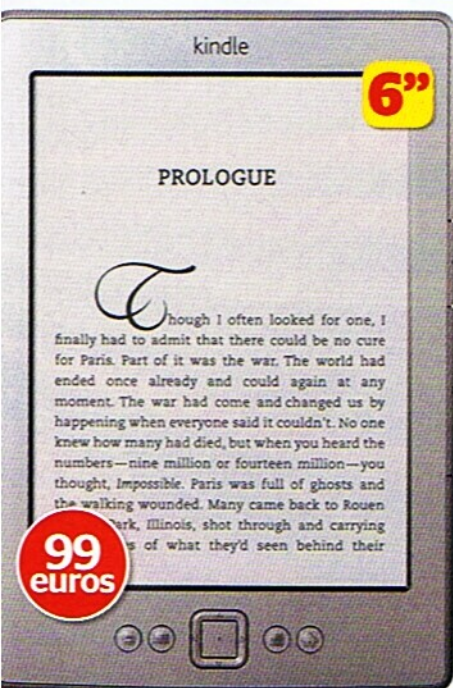 kindle
6”
PROLOGUE
Though I often looked for one, I
finally had to admit that there could be no cure
for Paris. Part of it was the war. The world had
ended once already and could again at any
moment. The war had come and changed us by
happening when everyone said it couldn't. No one
knew how many had died, but when you heard the
numbers—nine million or fourteen million—you
thought, Impossible. Paris was full of ghosts and
the walking wounded. Many came back to Rouen
Park, Illinois, shot through and carrying
of what they'd seen behind their
99
euros